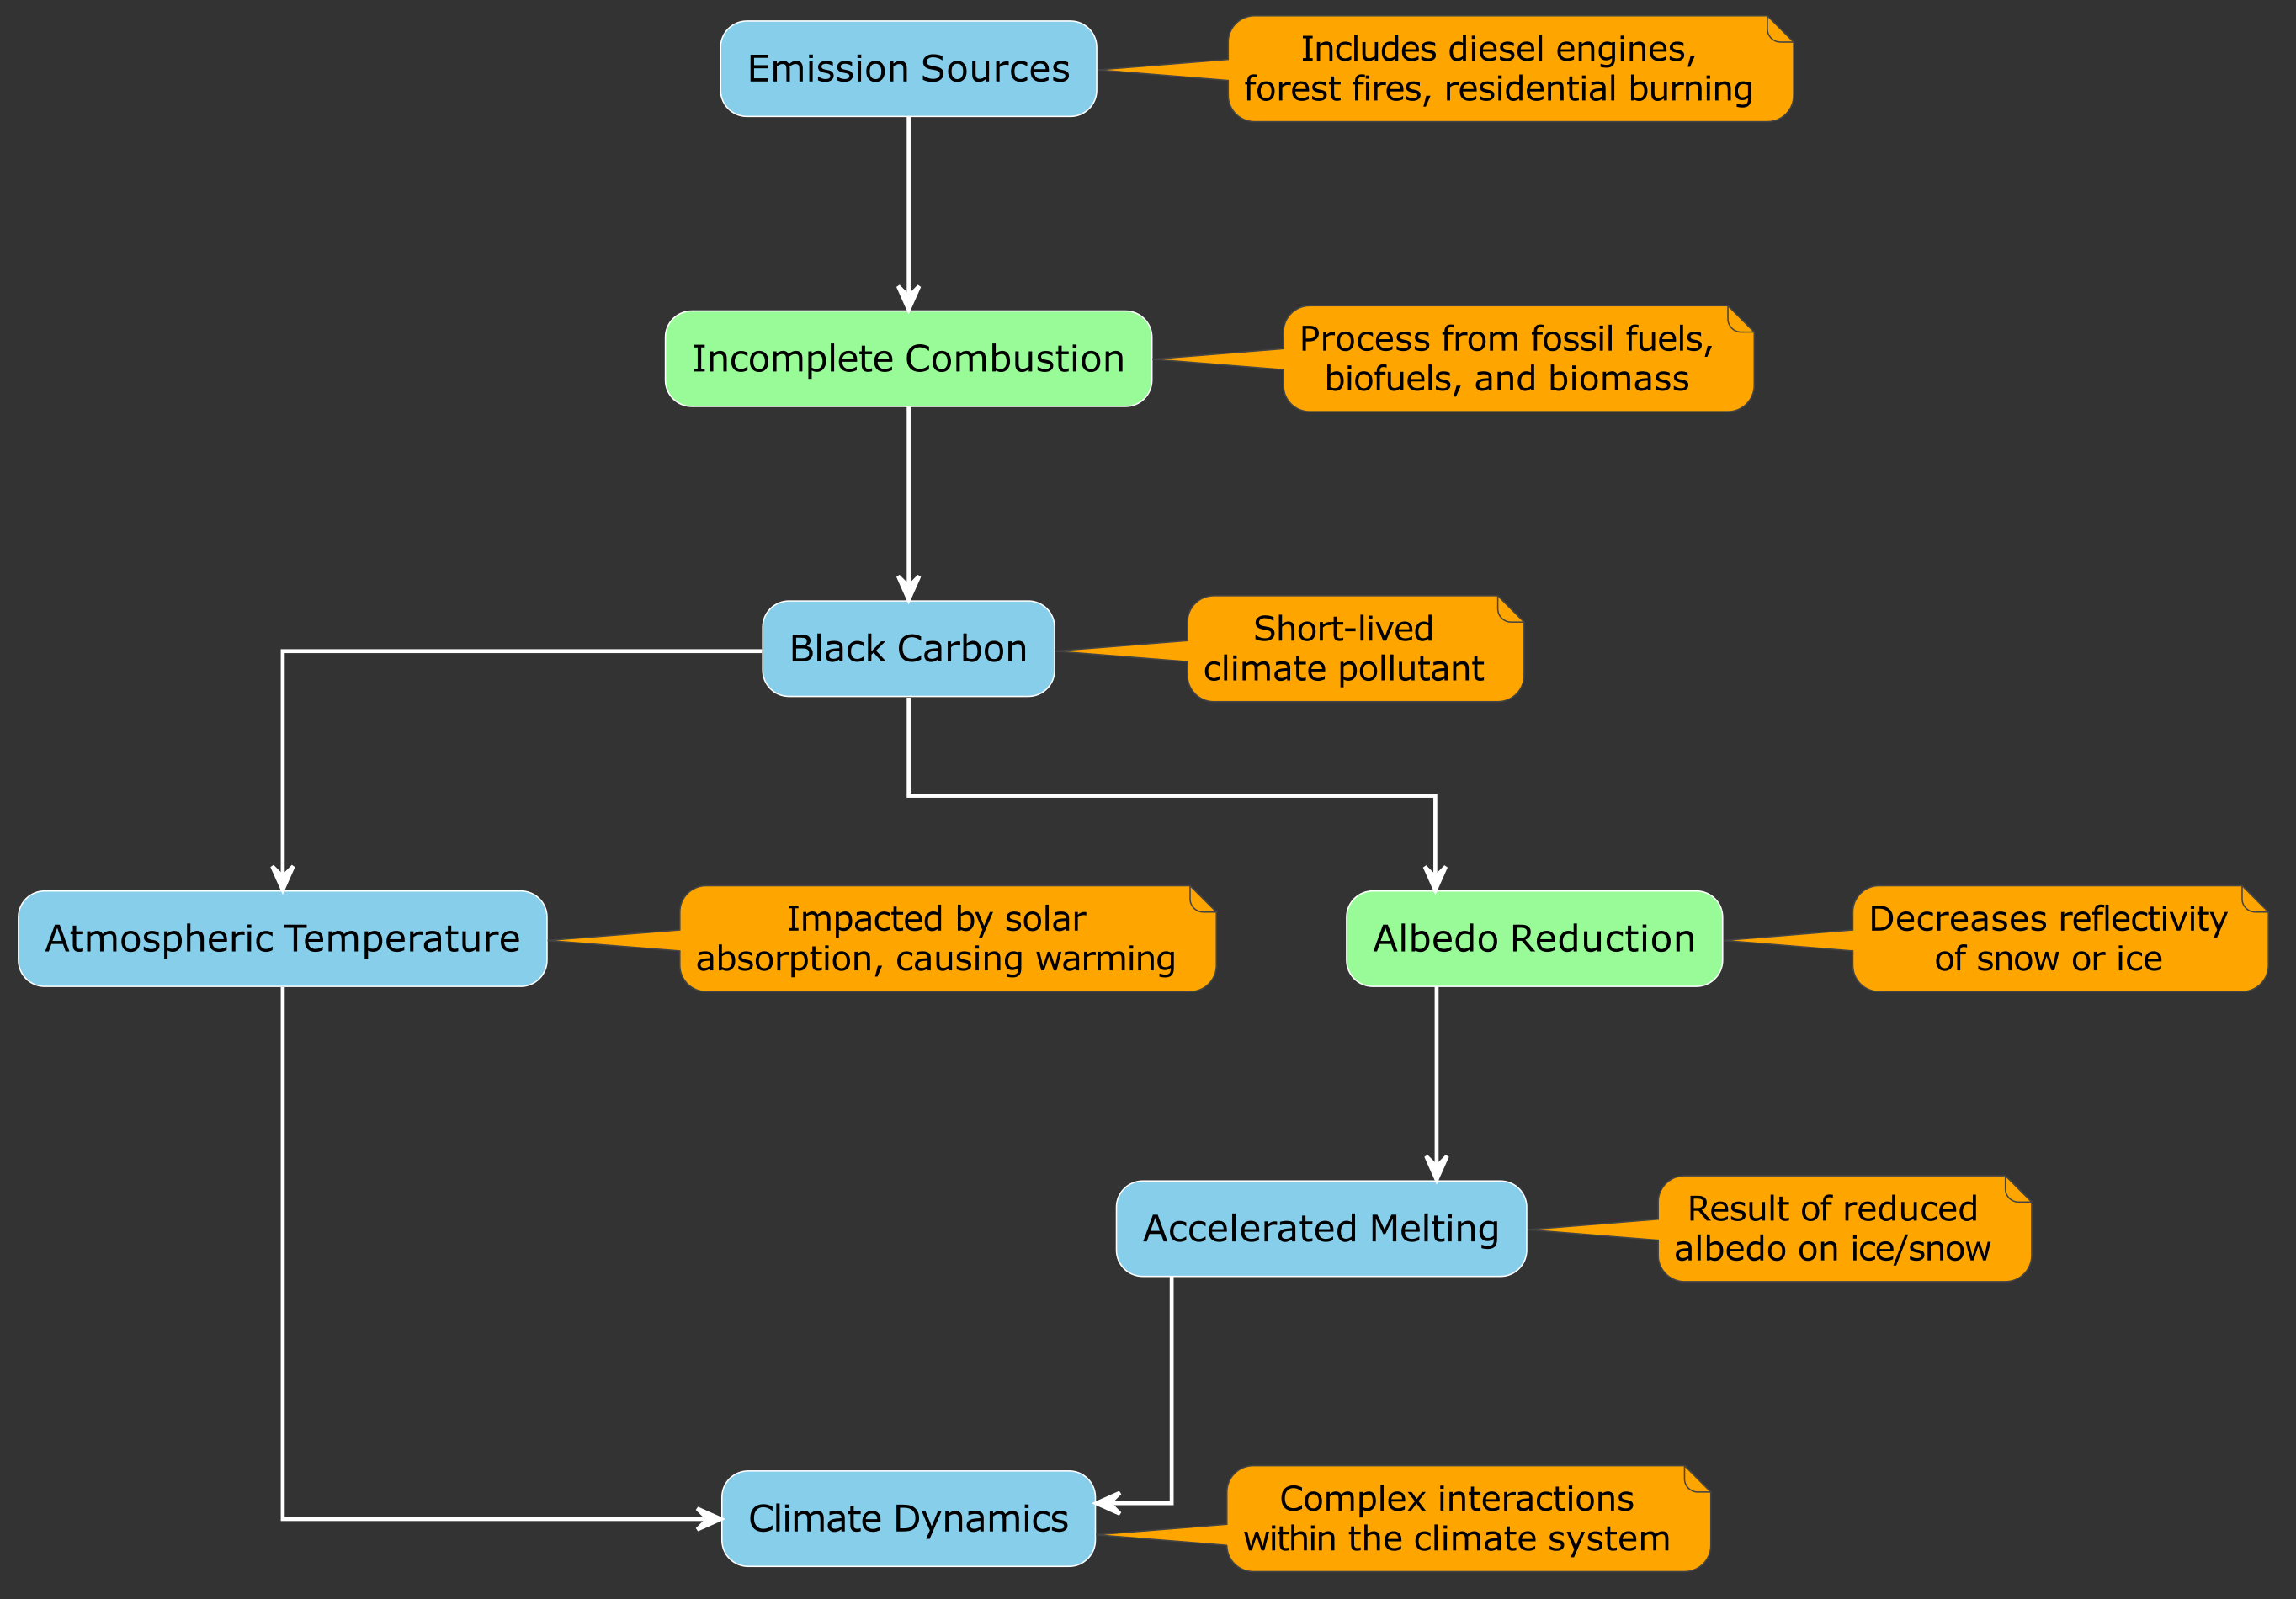 Emission Sources
Includes diesel engines,
forest fires, residential burning
Incomplete Combustion
Process from fossil fuels,
biofuels, and biomass
Black Carbon
Short-lived
climate pollutant
Atmospheric Temperature
Impacted by solar
absorption, causing warming
Albedo Reduction
Decreases reflectivity
of snow or ice
Accelerated Melting
Result of reduced
albedo on ice/snow
Climate Dynamics
Complex interactions
within the climate system